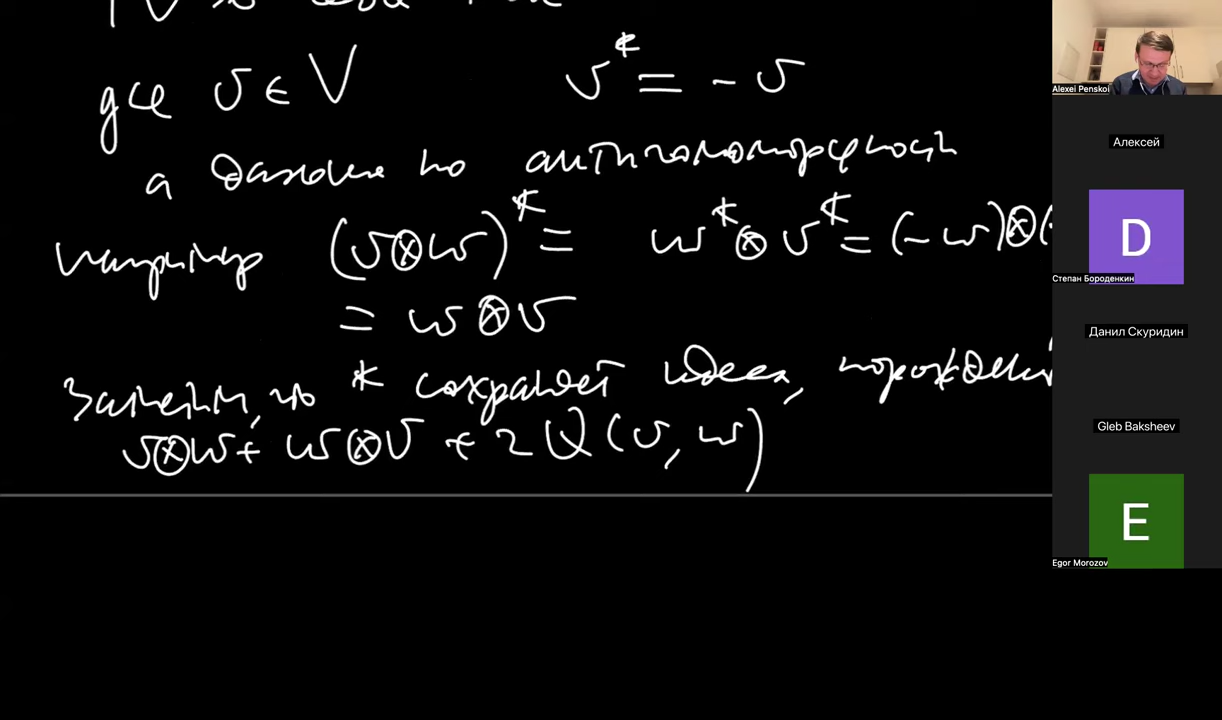 где v ∈ V v* = - v
а дальше по антигомоморфности
например (v⊗w)* = w* ⊗ v* = (-w)⊗(
= w⊗v
Заметим, что * сохраняет идеал, порожденный
v⊗w + w⊗v + 2Q(v, w)
Alexei Penskoi
Алексей
D
Степан Бороденкин
Данил Скуридин
Gleb Baksheev
E
Egor Morozov